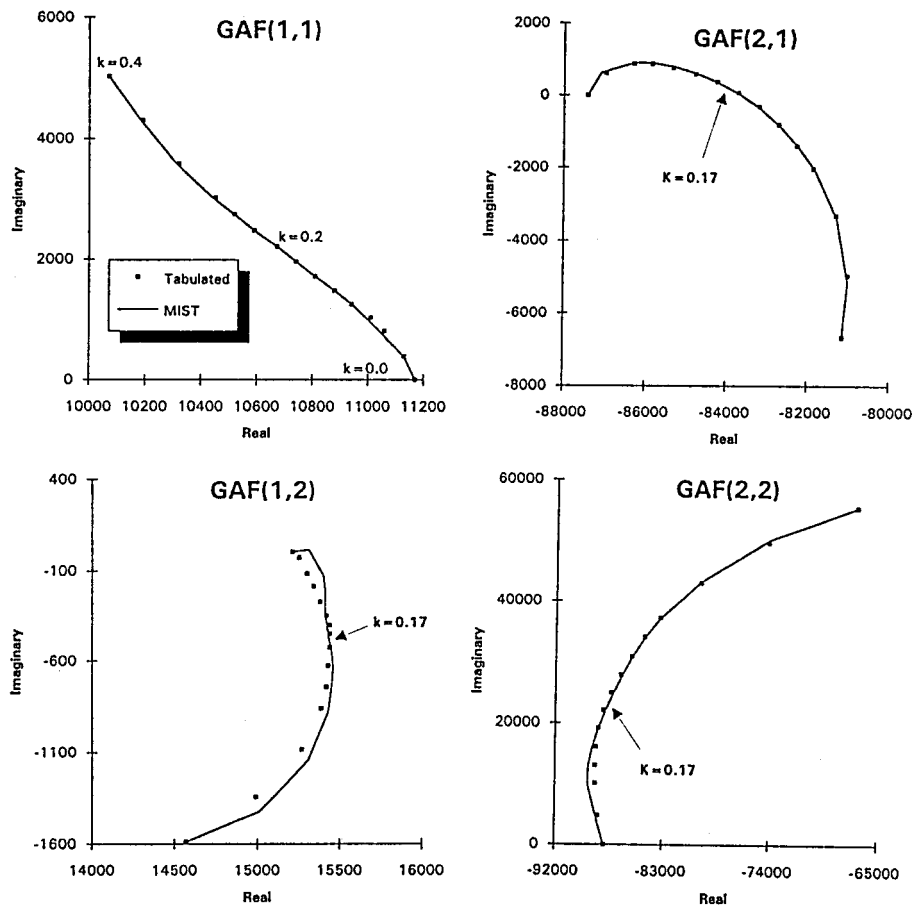 GAF(1,1)
6000
4000
2000
0
Imaginary
k=0.4
k=0.2
k=0.0
Tabulated
MIST
10000 10200 10400 10600 10800 11000 11200
Real
GAF(2,1)
2000
0
-2000
-4000
-6000
-8000
Imaginary
K=0.17
-88000 -86000 -84000 -82000 -80000
Real
GAF(1,2)
400
-100
-600
-1100
-1600
Imaginary
k=0.17
14000 14500 15000 15500 16000
Real
GAF(2,2)
60000
40000
20000
0
Imaginary
K=0.17
-92000 -83000 -74000 -65000
Real